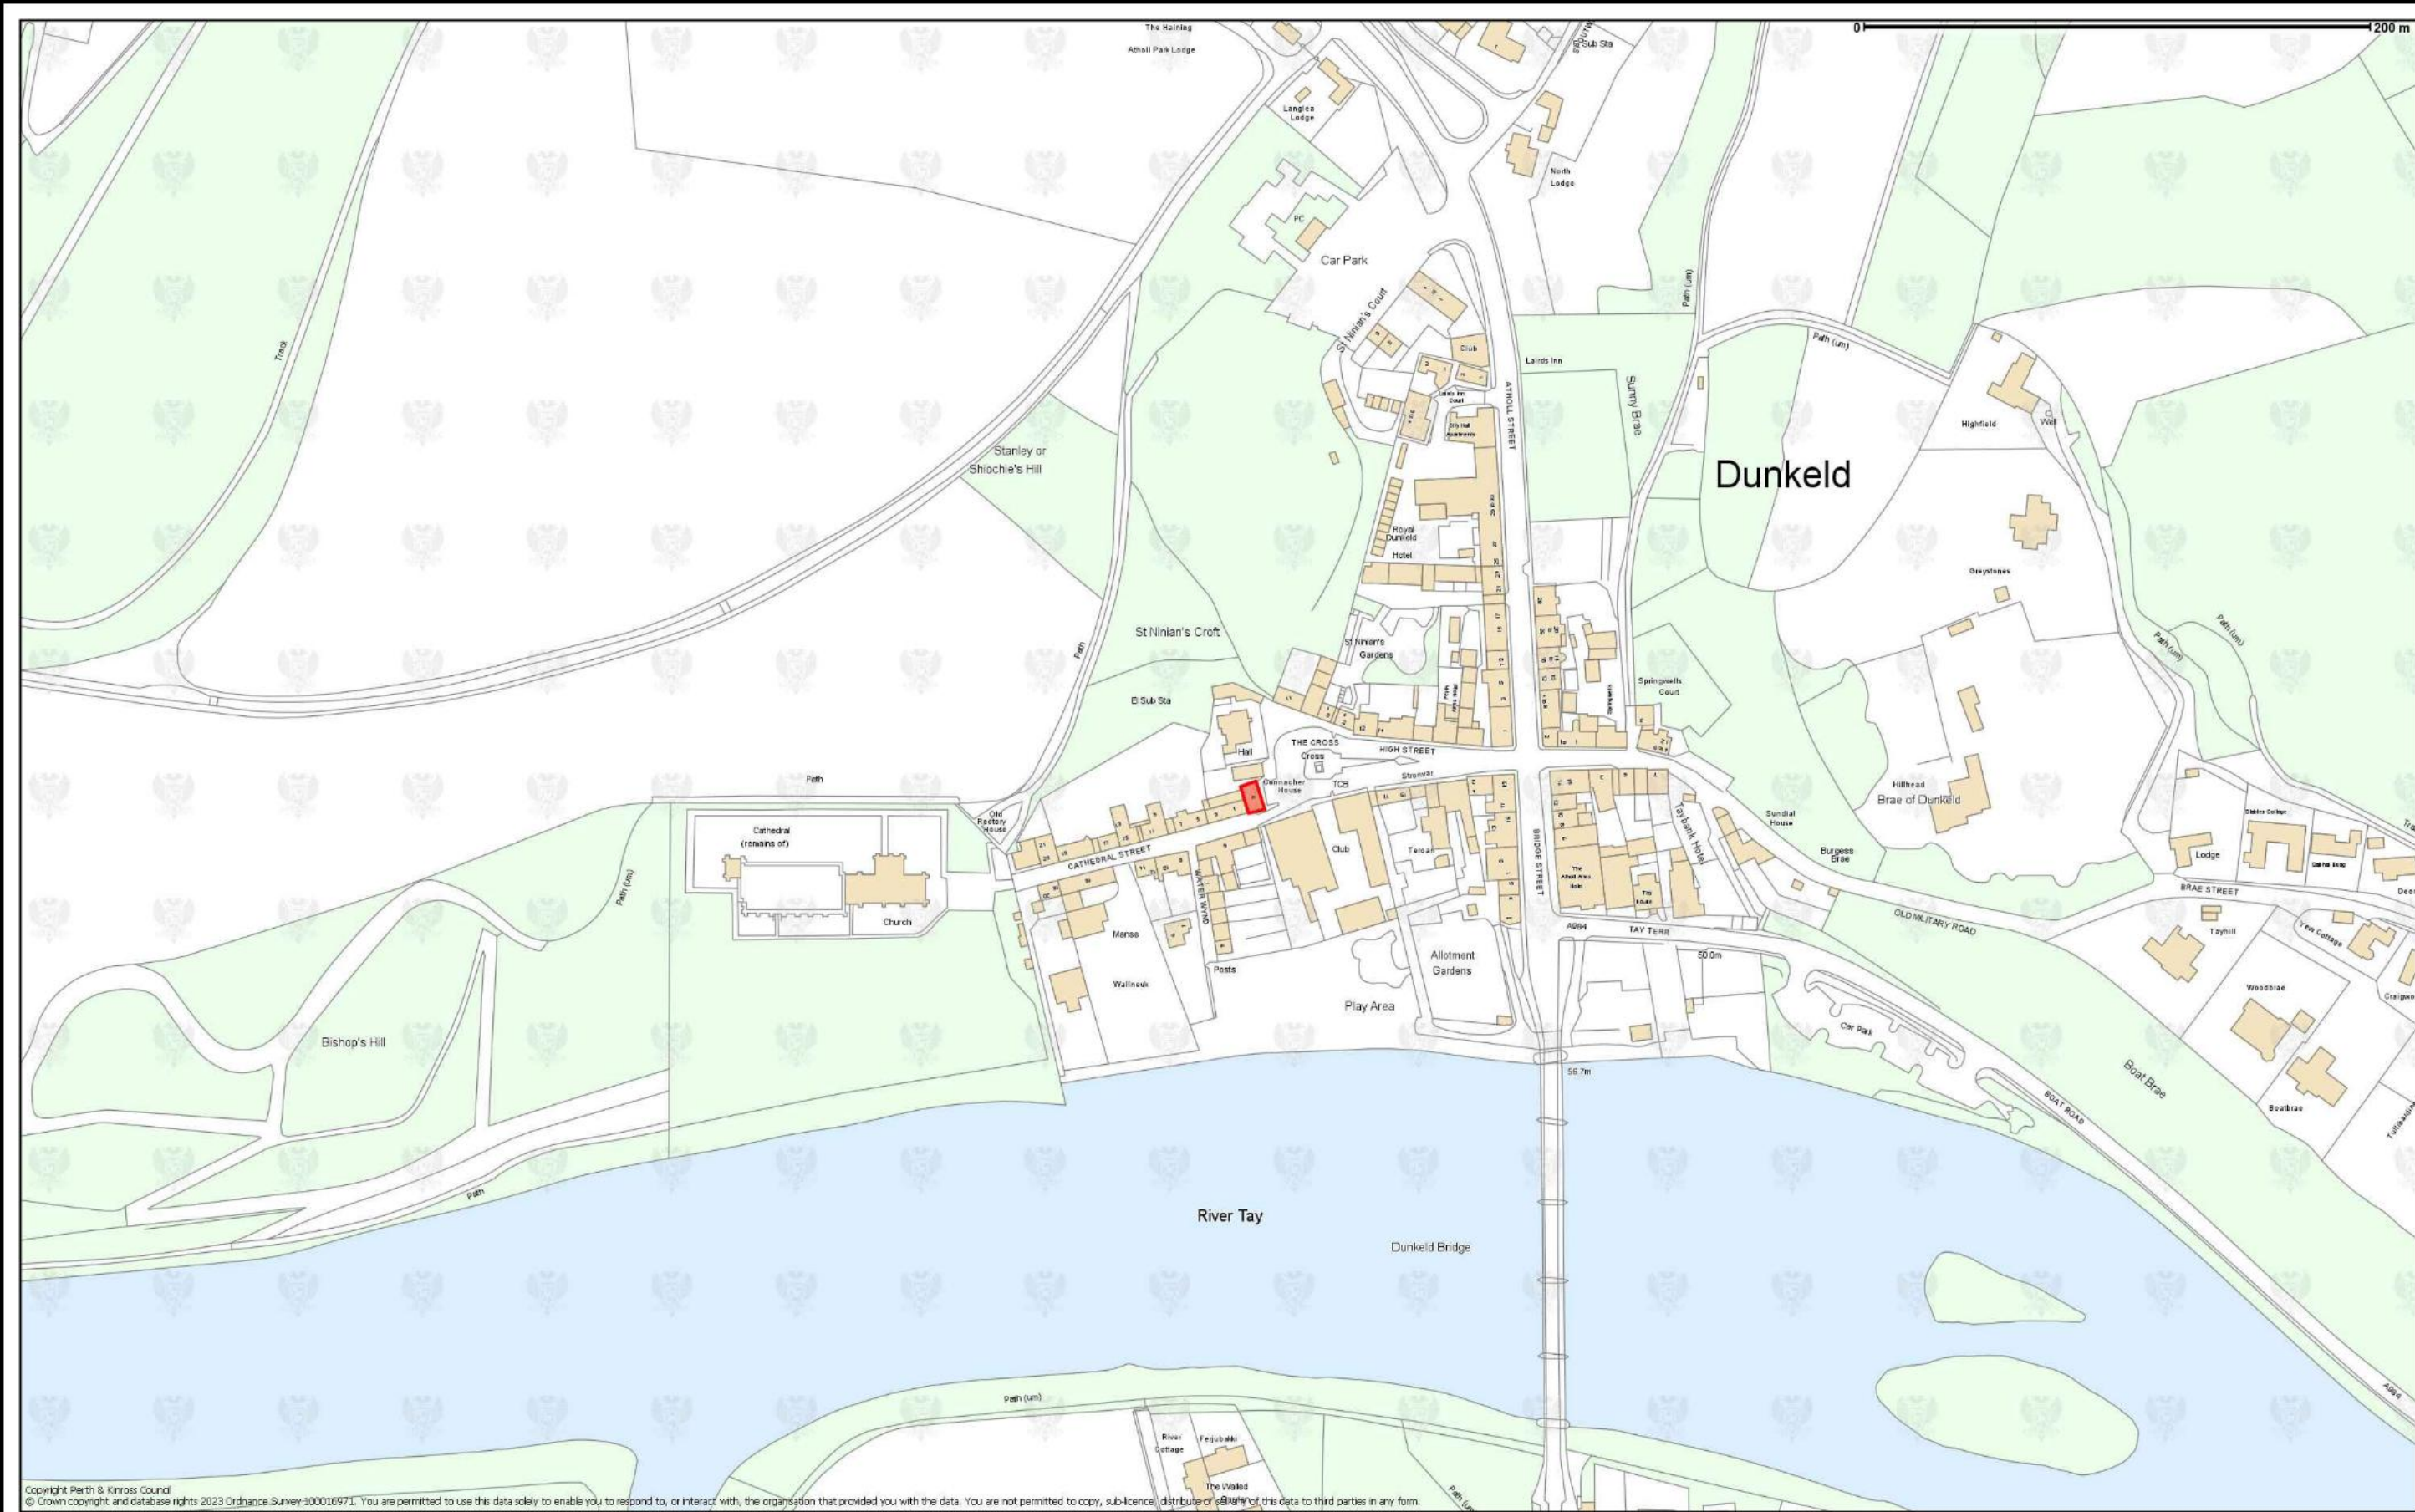 The Haining
Atholl Park Lodge
Sub Sta
0
200 m
Langlea
Lodge
North
Lodge
PC
Car Park
St Ninian's Court
Path (um)
Track
Club
Lairds Inn
Path (um)
Sunny Brae
ATHOLL STREET
Highfield
Well
Dunkeld
Stanley or
Shiochie's Hill
Royal
Dunkeld
Hotel
Greystones
St Ninian's Croft
St Ninian's
Gardens
Path
Path (um)
Path (um)
Springwells
Court
El Sub Sta
Hall
THE CROSS
Cross
HIGH STREET
Stronvar
TCB
Cannacher
House
Path
Hillhead
Brae of Dunkeld
Sundial
House
Taybank Hotel
Old
Rectory
House
Cathedral
(remains of)
CATHEDRAL STREET
Club
BRIDGE STREET
Burgess
Brae
Lodge
BRAE STREET
Path (um)
Church
WATER WYND
Manse
A984
TAY TERR
OLD MILITARY ROAD
Tayhill
Yew Cottage
Posts
Wallneuk
Allotment
Gardens
50.0m
Play Area
Woodbrae
Car Park
Bishop's Hill
56.7m
Boat Brae
BOAT ROAD
Boatbrae
Path
River Tay
Dunkeld Bridge
A984
Path (um)
River
Cottage
The Walled
Garden
Copyright Perth & Kinross Council
© Crown copyright and database rights 2023 Ordnance Survey 100016971. You are permitted to use this data solely to enable you to respond to, or interact with, the organisation that provided you with the data. You are not permitted to copy, sub-licence, distribute or sell any of this data to third parties in any form.